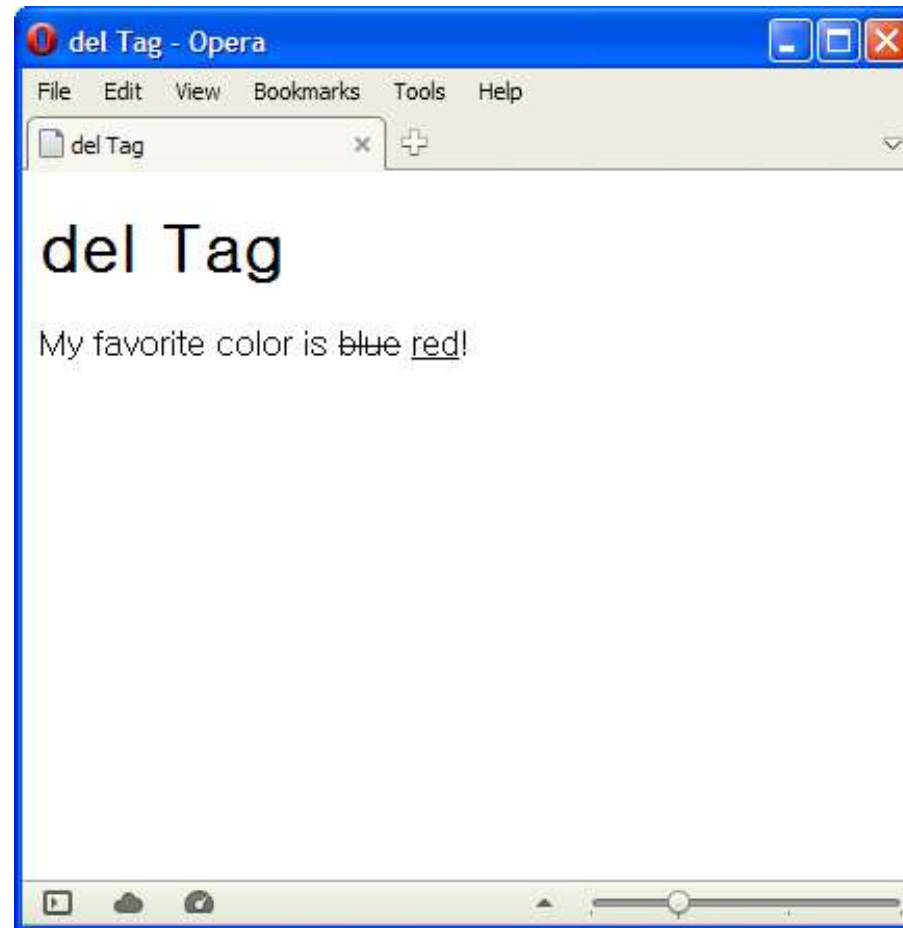 del Tag - Opera
File Edit View Bookmarks Tools Help
del Tag
del Tag
My favorite color is blue red!